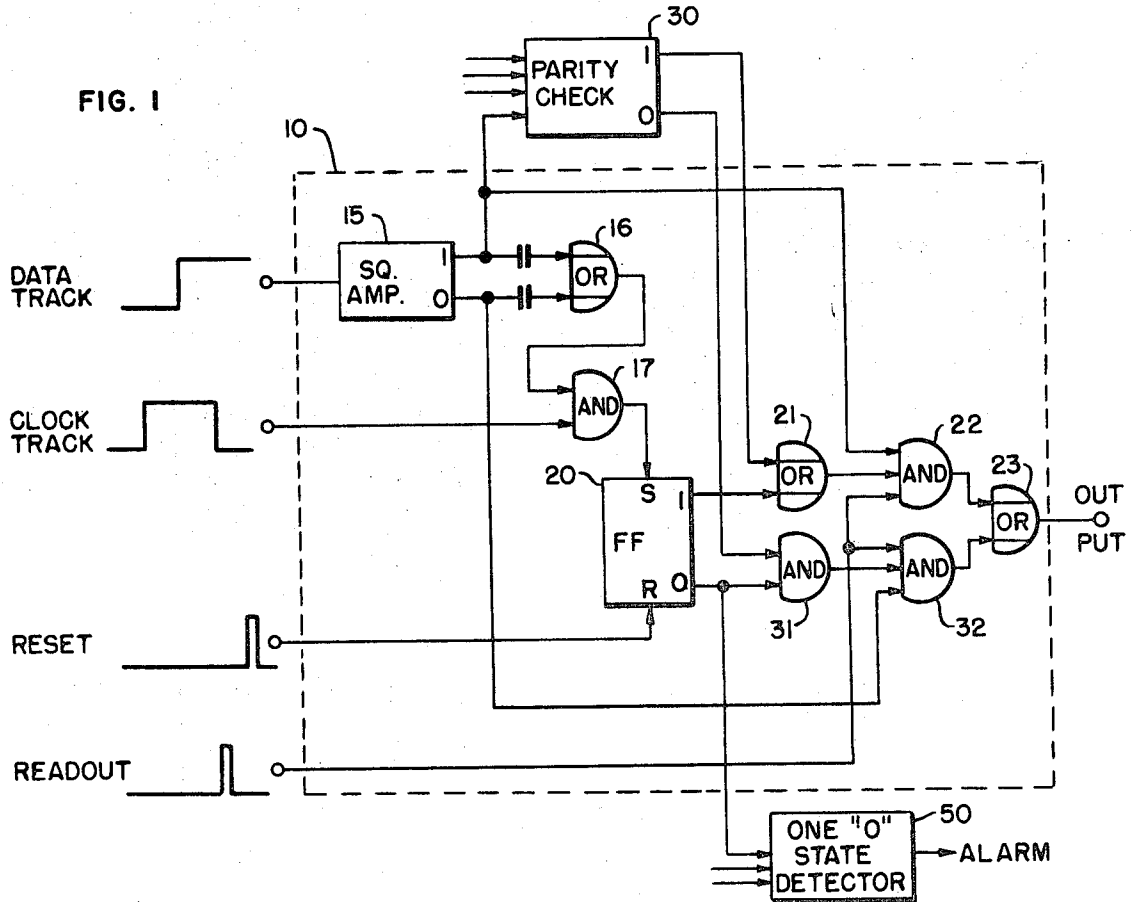 FIG. 1
30
PARITY
CHECK
1
0
10
15
SQ.
AMP.
1
0
16
OR
DATA
TRACK
17
AND
CLOCK
TRACK
20
S
1
FF
R
0
21
OR
22
AND
23
OR
OUT
PUT
AND
31
AND
32
RESET
READOUT
50
ONE "0"
STATE
DETECTOR
ALARM